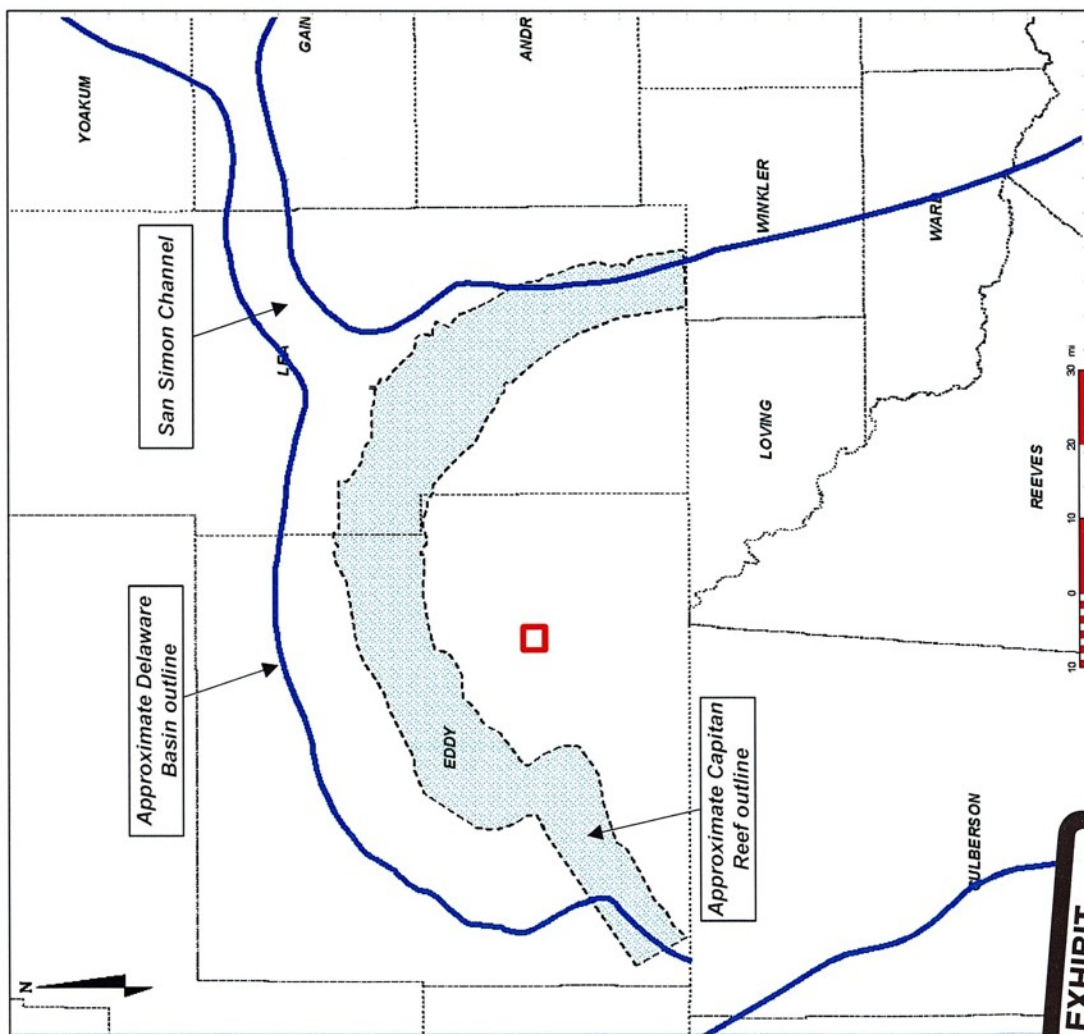 YOAKUM
GAIN
ANDR
San Simon Channel
LEA
WINKLER
WARD
Approximate Delaware
Basin outline
LOVING
REEVES
EDDY
Approximate Capitan
Reef outline
CULBERSON
N
10 0 10 20 30 mi
EXHIBIT